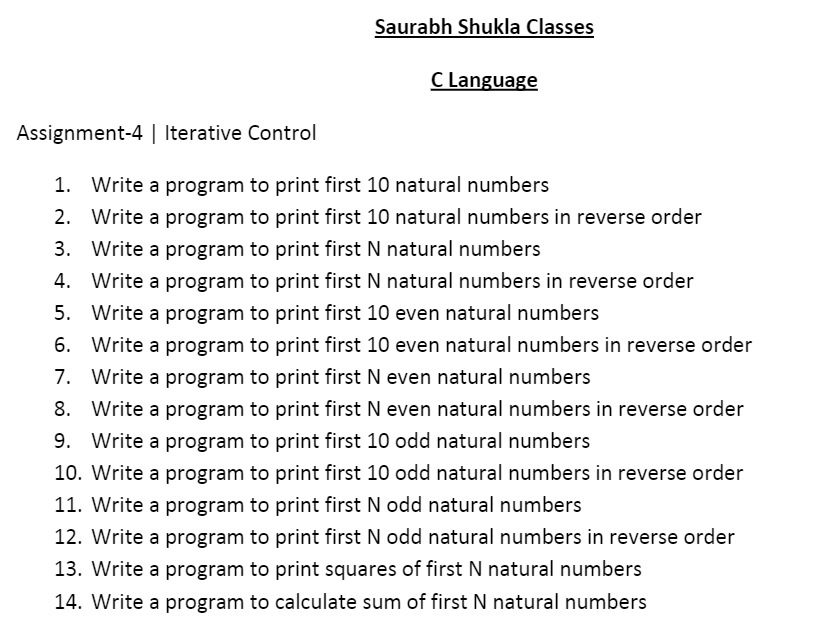 Saurabh Shukla Classes
C Language
Assignment-4 | Iterative Control
1. Write a program to print first 10 natural numbers
2. Write a program to print first 10 natural numbers in reverse order
3. Write a program to print first N natural numbers
4. Write a program to print first N natural numbers in reverse order
5. Write a program to print first 10 even natural numbers
6. Write a program to print first 10 even natural numbers in reverse order
7. Write a program to print first N even natural numbers
8. Write a program to print first N even natural numbers in reverse order
9. Write a program to print first 10 odd natural numbers
10. Write a program to print first 10 odd natural numbers in reverse order
11. Write a program to print first N odd natural numbers
12. Write a program to print first N odd natural numbers in reverse order
13. Write a program to print squares of first N natural numbers
14. Write a program to calculate sum of first N natural numbers